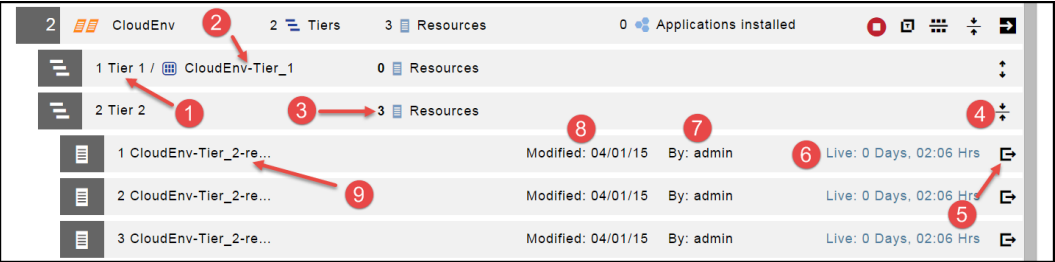 2 CloudEnv 2 Tiers 3 Resources 0 Applications installed
2
1 Tier 1 / CloudEnv-Tier_1 0 Resources
1
2 Tier 2 3 3 Resources 4
8 7
1 CloudEnv-Tier_2-re... Modified: 04/01/15 By: admin 6 Live: 0 Days, 02:06 Hrs
2 CloudEnv-Tier_2-re... 9 Modified: 04/01/15 By: admin Live: 0 Days, 02:06 Hrs
5
3 CloudEnv-Tier_2-re... Modified: 04/01/15 By: admin Live: 0 Days, 02:06 Hrs